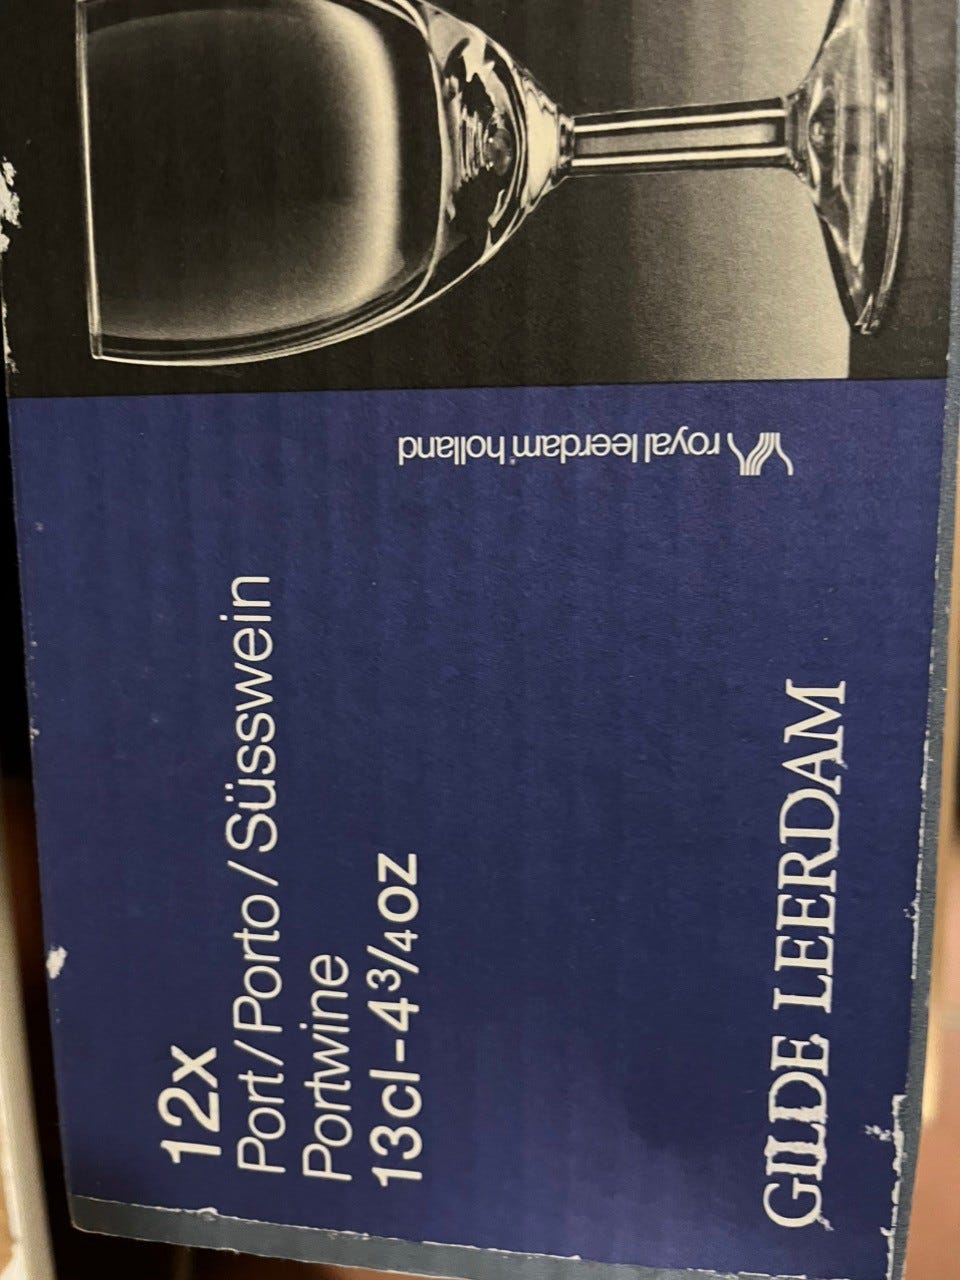 12x
Port/Porto/Süsswein
Portwine
13cl-4¾oz
GILDE LEERDAM
royal leerdam® holland